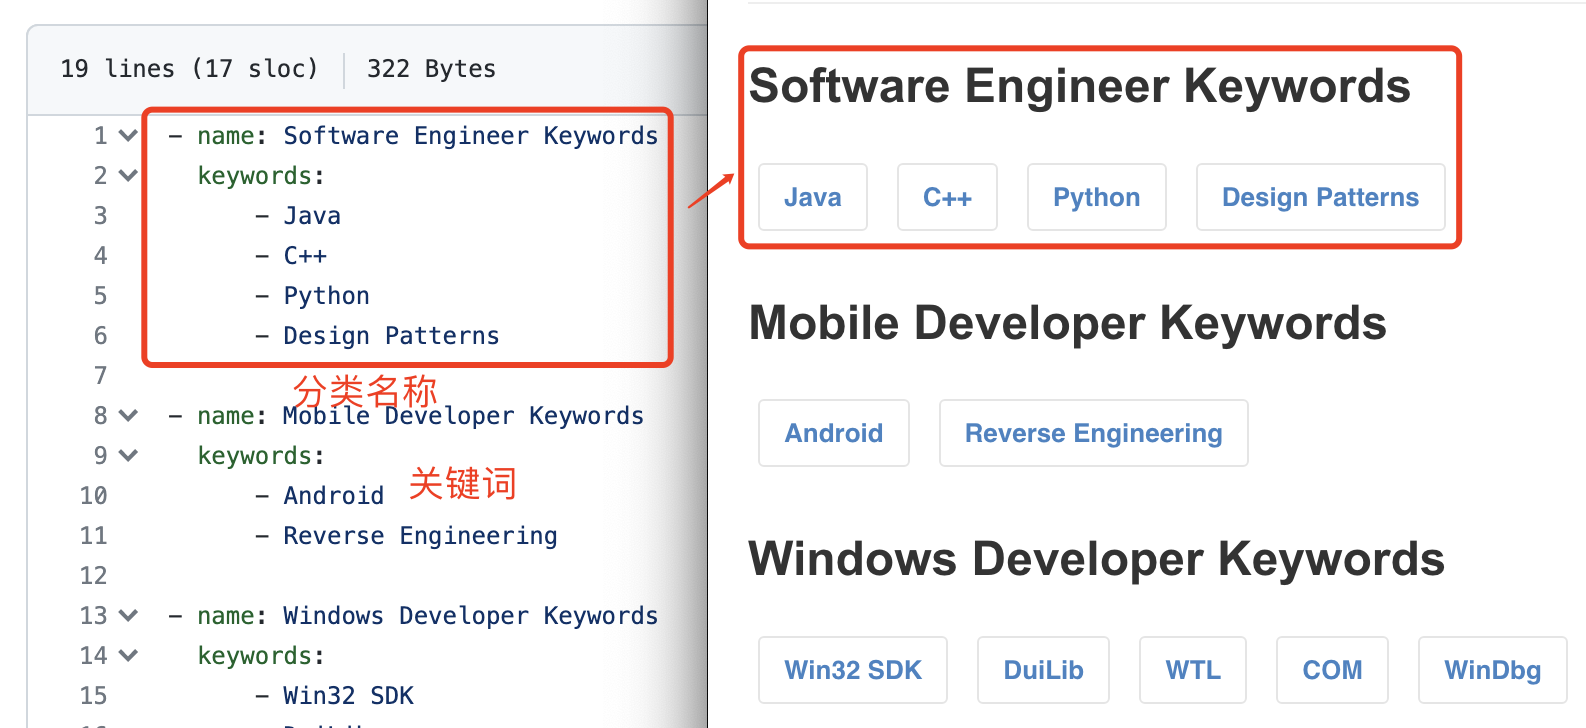 19 lines (17 sloc) 322 Bytes
1 - name: Software Engineer Keywords
2 keywords:
3 - Java
4 - C++
5 - Python
6 - Design Patterns
7
分类名称
8 - name: Mobile Developer Keywords
9 keywords:
关键词
10 - Android
11 - Reverse Engineering
12
13 - name: Windows Developer Keywords
14 keywords:
15 - Win32 SDK
Software Engineer Keywords
Java C++ Python Design Patterns
Mobile Developer Keywords
Android Reverse Engineering
Windows Developer Keywords
Win32 SDK DuiLib WTL COM WinDbg